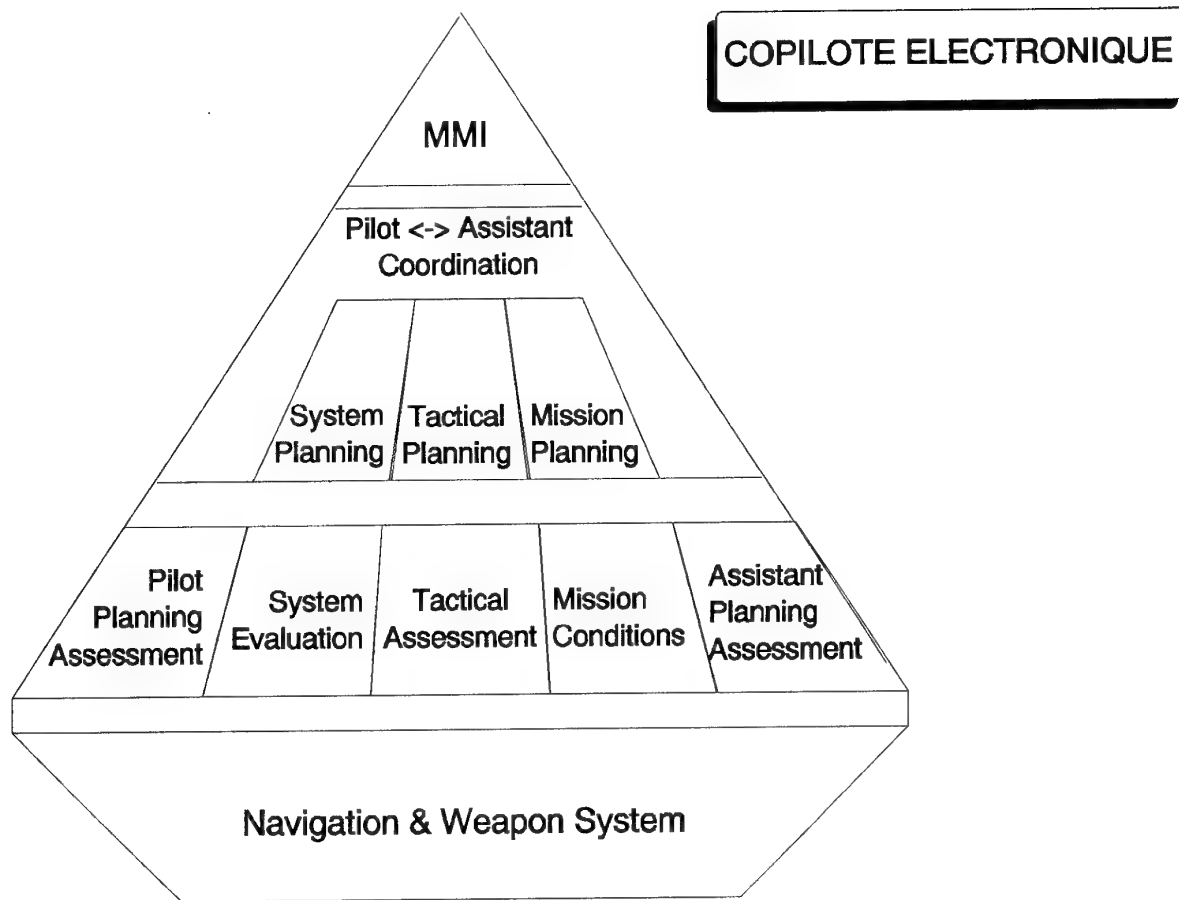 COPILOTE ELECTRONIQUE
MMI
Pilot <-> Assistant
Coordination
System
Planning
Tactical
Planning
Mission
Planning
Pilot
Planning
Assessment
System
Evaluation
Tactical
Assessment
Mission
Conditions
Assistant
Planning
Assessment
Navigation & Weapon System